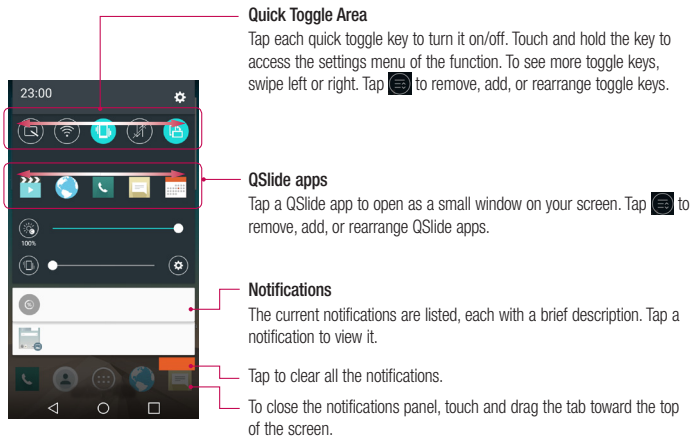 Quick Toggle Area
Tap each quick toggle key to turn it on/off. Touch and hold the key to
access the settings menu of the function. To see more toggle keys,
swipe left or right. Tap to remove, add, or rearrange toggle keys.
23:00
QSlide apps
Tap a QSlide app to open as a small window on your screen. Tap to
remove, add, or rearrange QSlide apps.
100%
Notifications
The current notifications are listed, each with a brief description. Tap a
notification to view it.
Tap to clear all the notifications.
To close the notifications panel, touch and drag the tab toward the top
of the screen.